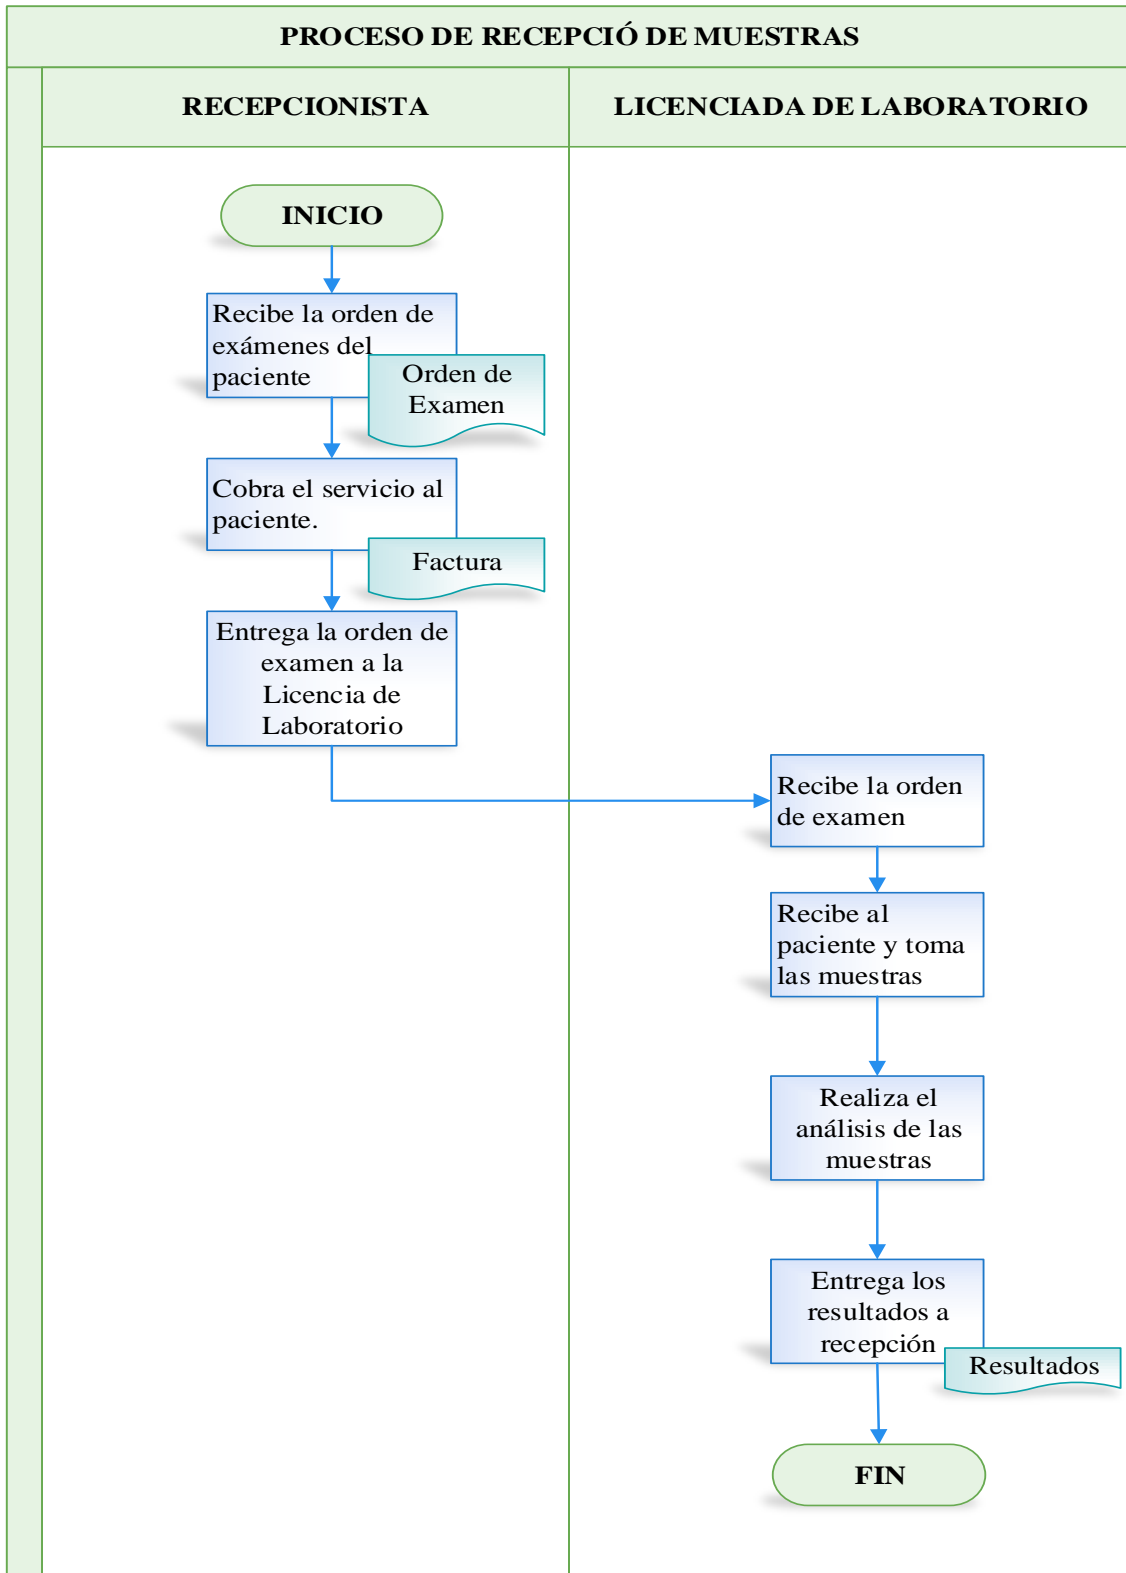 PROCESO DE RECEPCIÓ DE MUESTRAS
RECEPCIONISTA
LICENCIADA DE LABORATORIO
INICIO
Recibe la orden de
exámenes del
paciente
Orden de
Examen
Cobra el servicio al
paciente.
Factura
Entrega la orden de
examen a la
Licencia de
Laboratorio
Recibe la orden
de examen
Recibe al
paciente y toma
las muestras
Realiza el
análisis de las
muestras
Entrega los
resultados a
recepción
Resultados
FIN